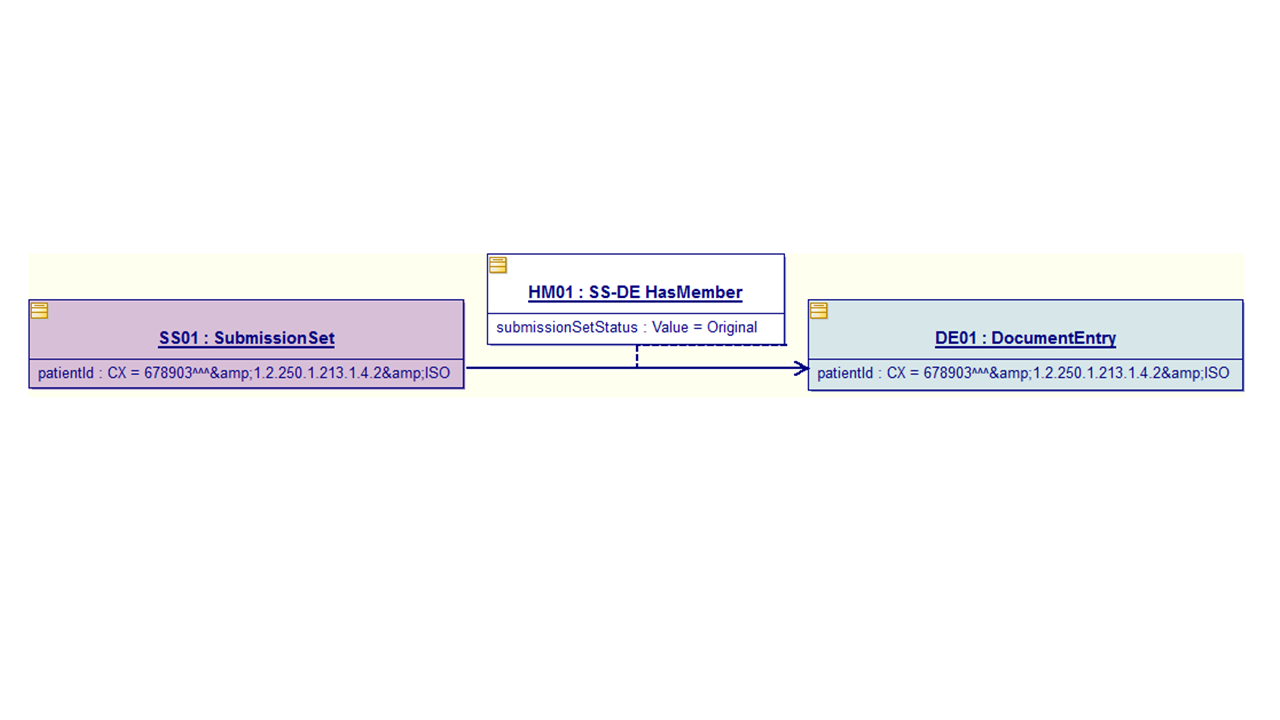 HM01 : SS-DE HasMember
submissionSetStatus : Value = Original
SS01 : SubmissionSet
patientId : CX = 678903^^^&amp;1.2.250.1.213.1.4.2&amp;ISO
DE01 : DocumentEntry
patientId : CX = 678903^^^&amp;1.2.250.1.213.1.4.2&amp;ISO